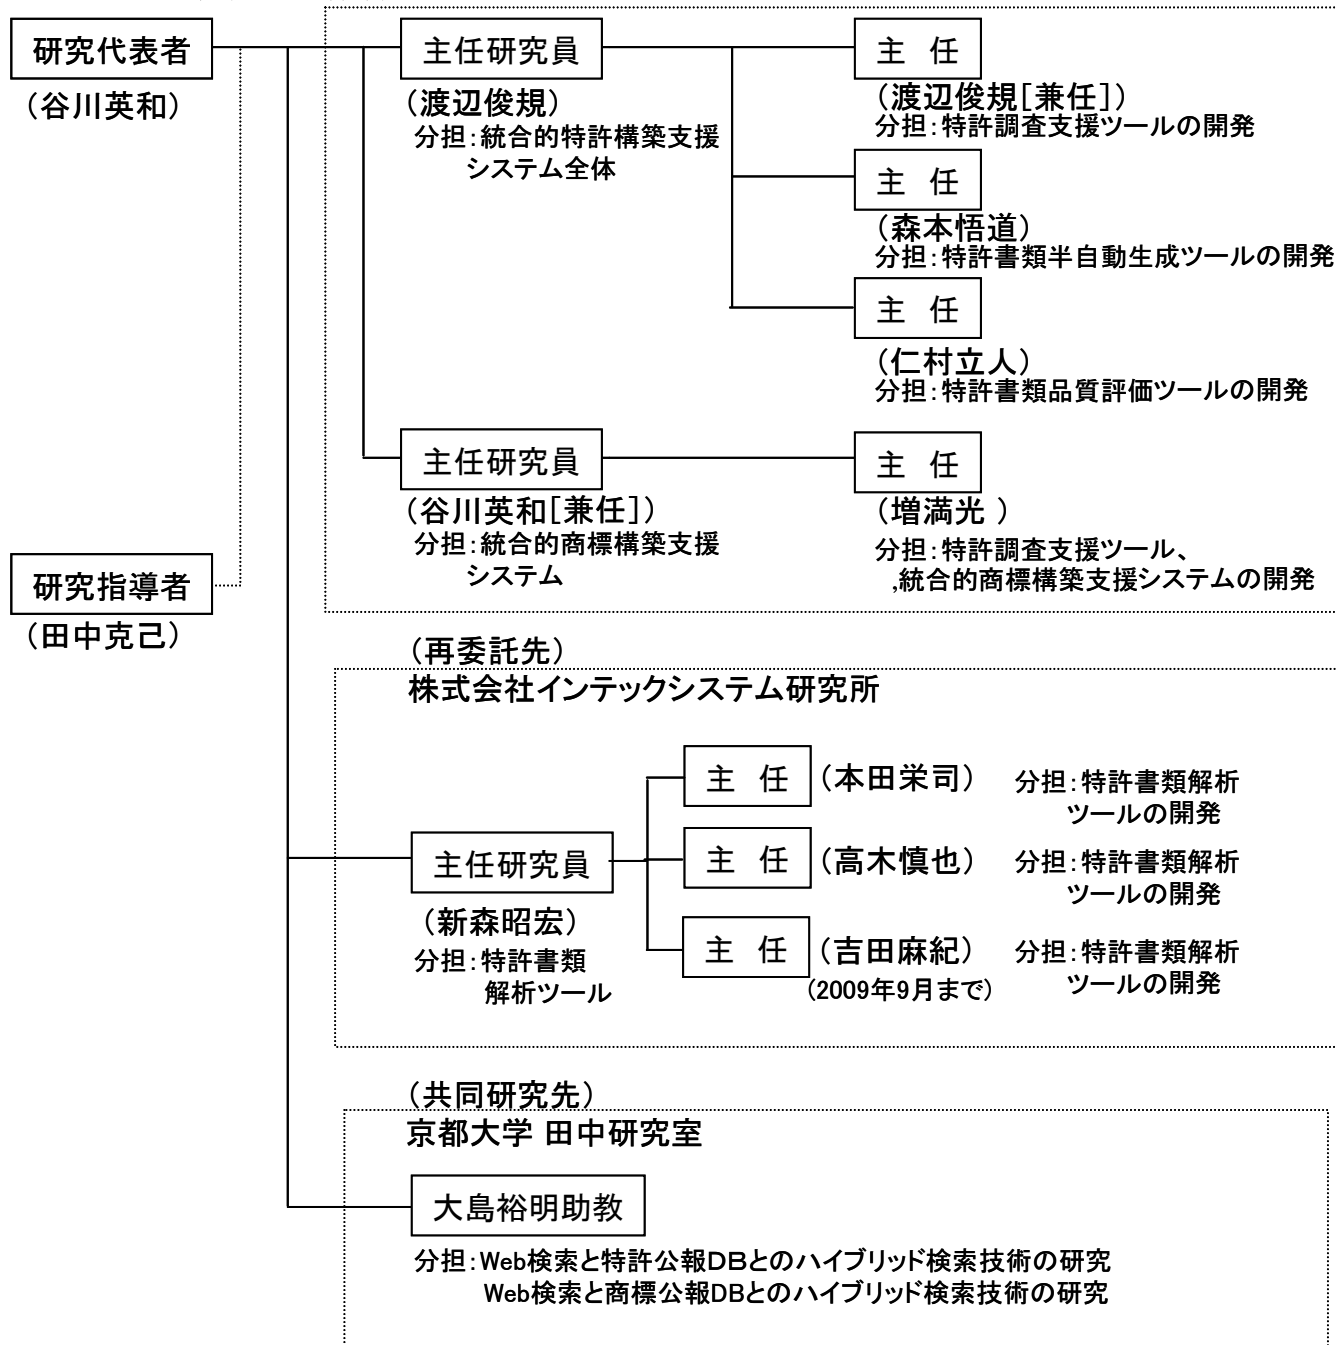 研究代表者
（谷川英和）
主任研究員
（渡辺俊規）
分担：統合的特許構築支援
システム全体
主　任
（渡辺俊規［兼任］）
分担：特許調査支援ツールの開発
主　任
（森本悟道）
分担：特許書類半自動生成ツールの開発
主　任
（仁村立人）
分担：特許書類品質評価ツールの開発
主任研究員
（谷川英和［兼任］）
分担：統合的商標構築支援
システム
主　任
（増満光 ）
分担：特許調査支援ツール、
,統合的商標構築支援システムの開発
研究指導者
（田中克己）
（再委託先）
株式会社インテックシステム研究所
主任研究員
（新森昭宏）
分担：特許書類
解析ツール
主　任
（本田栄司）
分担：特許書類解析
ツールの開発
主　任
（高木慎也）
分担：特許書類解析
ツールの開発
主　任
（吉田麻紀）
（2009年9月まで）
分担：特許書類解析
ツールの開発
（共同研究先）
京都大学 田中研究室
大島裕明助教
分担：Web検索と特許公報ＤＢとのハイブリッド検索技術の研究
Web検索と商標公報DBとのハイブリッド検索技術の研究